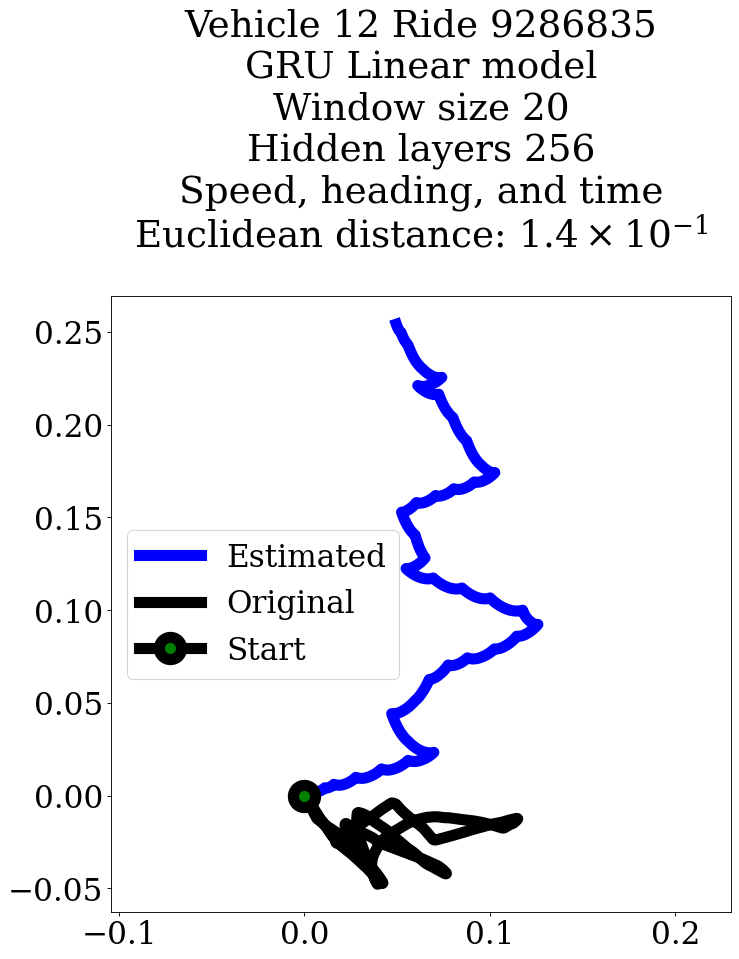 Vehicle 12 Ride 9286835
GRU Linear model
Window size 20
Hidden layers 256
Speed, heading, and time
Euclidean distance: 1.4 × 10⁻¹
0.25
0.20
0.15
0.10
0.05
0.00
−0.05
Estimated
Original
Start
−0.1
0.0
0.1
0.2